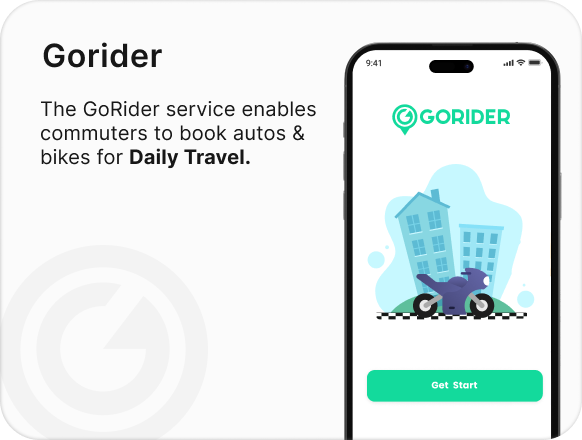 Gorider
The GoRider service enables
commuters to book autos &
bikes for Daily Travel.
9:41
GORIDER
Get Start